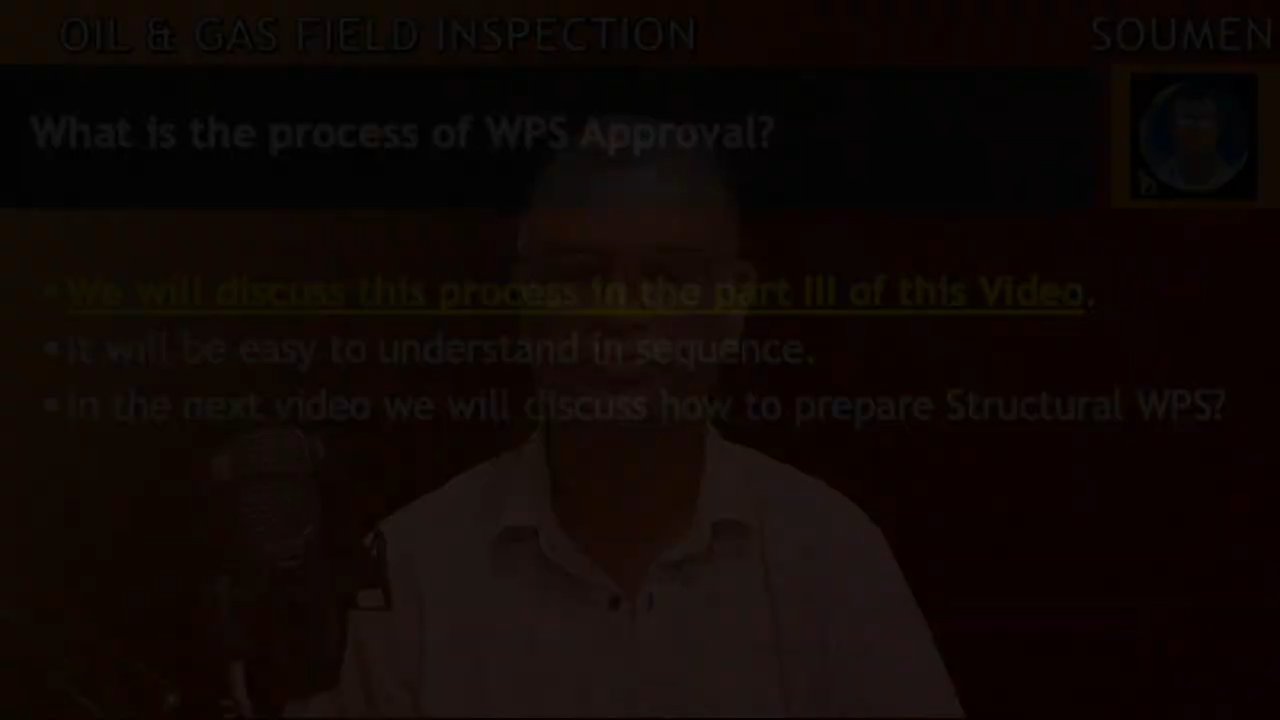 OIL & GAS FIELD INSPECTION
SOUMEN
What is the process of WPS Approval?
• We will discuss this process in the part III of this Video.
• It will be easy to understand in sequence.
• In the next video we will discuss how to prepare Structural WPS?